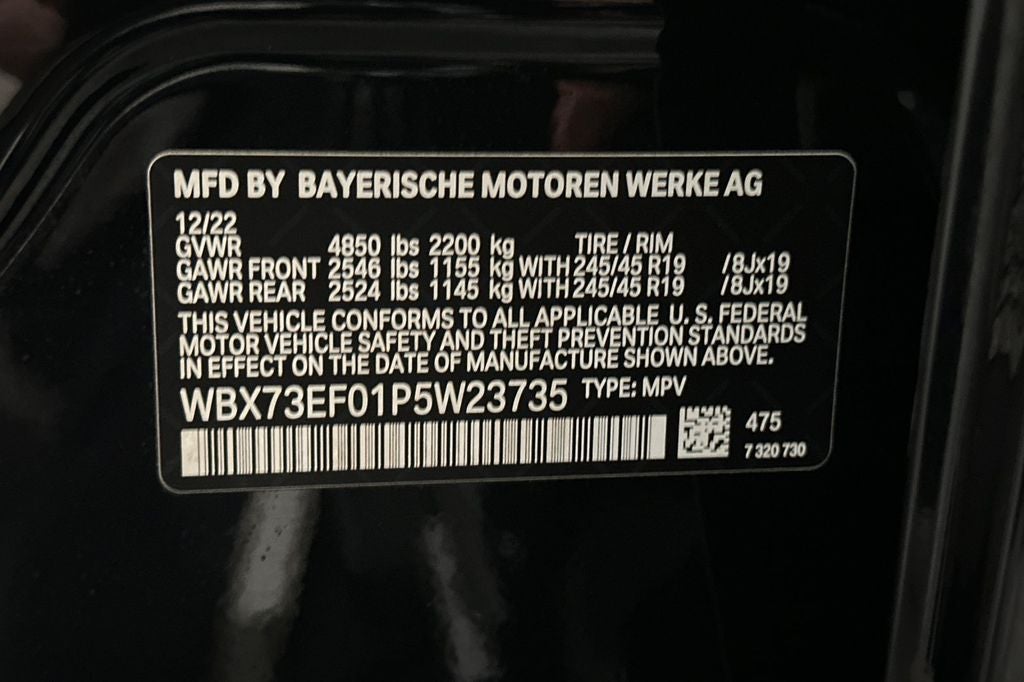 MFD BY BAYERISCHE MOTOREN WERKE AG
12/22
GVWR 4850 lbs 2200 kg TIRE / RIM
GAWR FRONT 2546 lbs 1155 kg WITH 245/45 R19 /8Jx19
GAWR REAR 2524 lbs 1145 kg WITH 245/45 R19 /8Jx19
THIS VEHICLE CONFORMS TO ALL APPLICABLE U. S. FEDERAL
MOTOR VEHICLE SAFETY AND THEFT PREVENTION STANDARDS
IN EFFECT ON THE DATE OF MANUFACTURE SHOWN ABOVE.
WBX73EF01P5W23735 TYPE: MPV
475
7 320 730